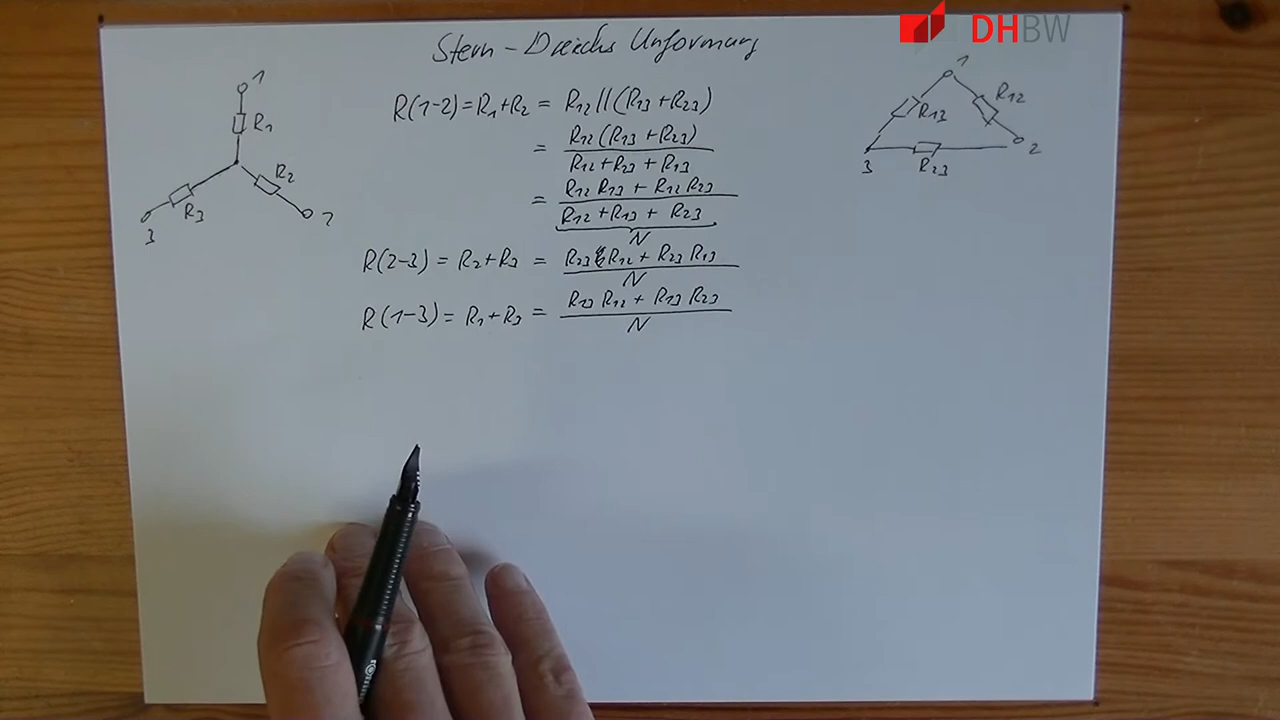 Stern - Dreiecks Umformung
DHBW
1
R1
R2
2
R3
3
R(1-2) = R1+R2 = R12 // (R13 + R23)
= R12 (R13 + R23) / R12 + R23 + R13
= R12 R13 + R12 R23 / R12 + R13 + R23
N
R(2-3) = R2+R3 = R23 R12 + R23 R13 / N
R(1-3) = R1+R3 = R13 R12 + R13 R23 / N
1
R13
R12
2
3
R23